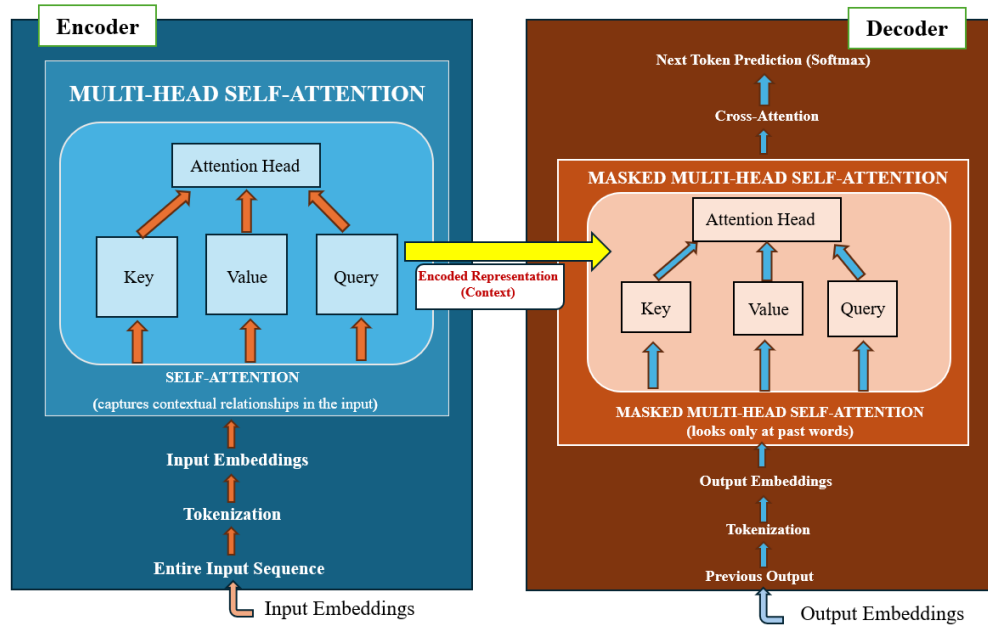 Encoder
MULTI-HEAD SELF-ATTENTION
Attention Head
Key
Value
Query
SELF-ATTENTION
(captures contextual relationships in the input)
Input Embeddings
Tokenization
Entire Input Sequence
Input Embeddings
Encoded Representation
(Context)
Decoder
Next Token Prediction (Softmax)
Cross-Attention
MASKED MULTI-HEAD SELF-ATTENTION
Attention Head
Key
Value
Query
MASKED MULTI-HEAD SELF-ATTENTION
(looks only at past words)
Output Embeddings
Tokenization
Previous Output
Output Embeddings